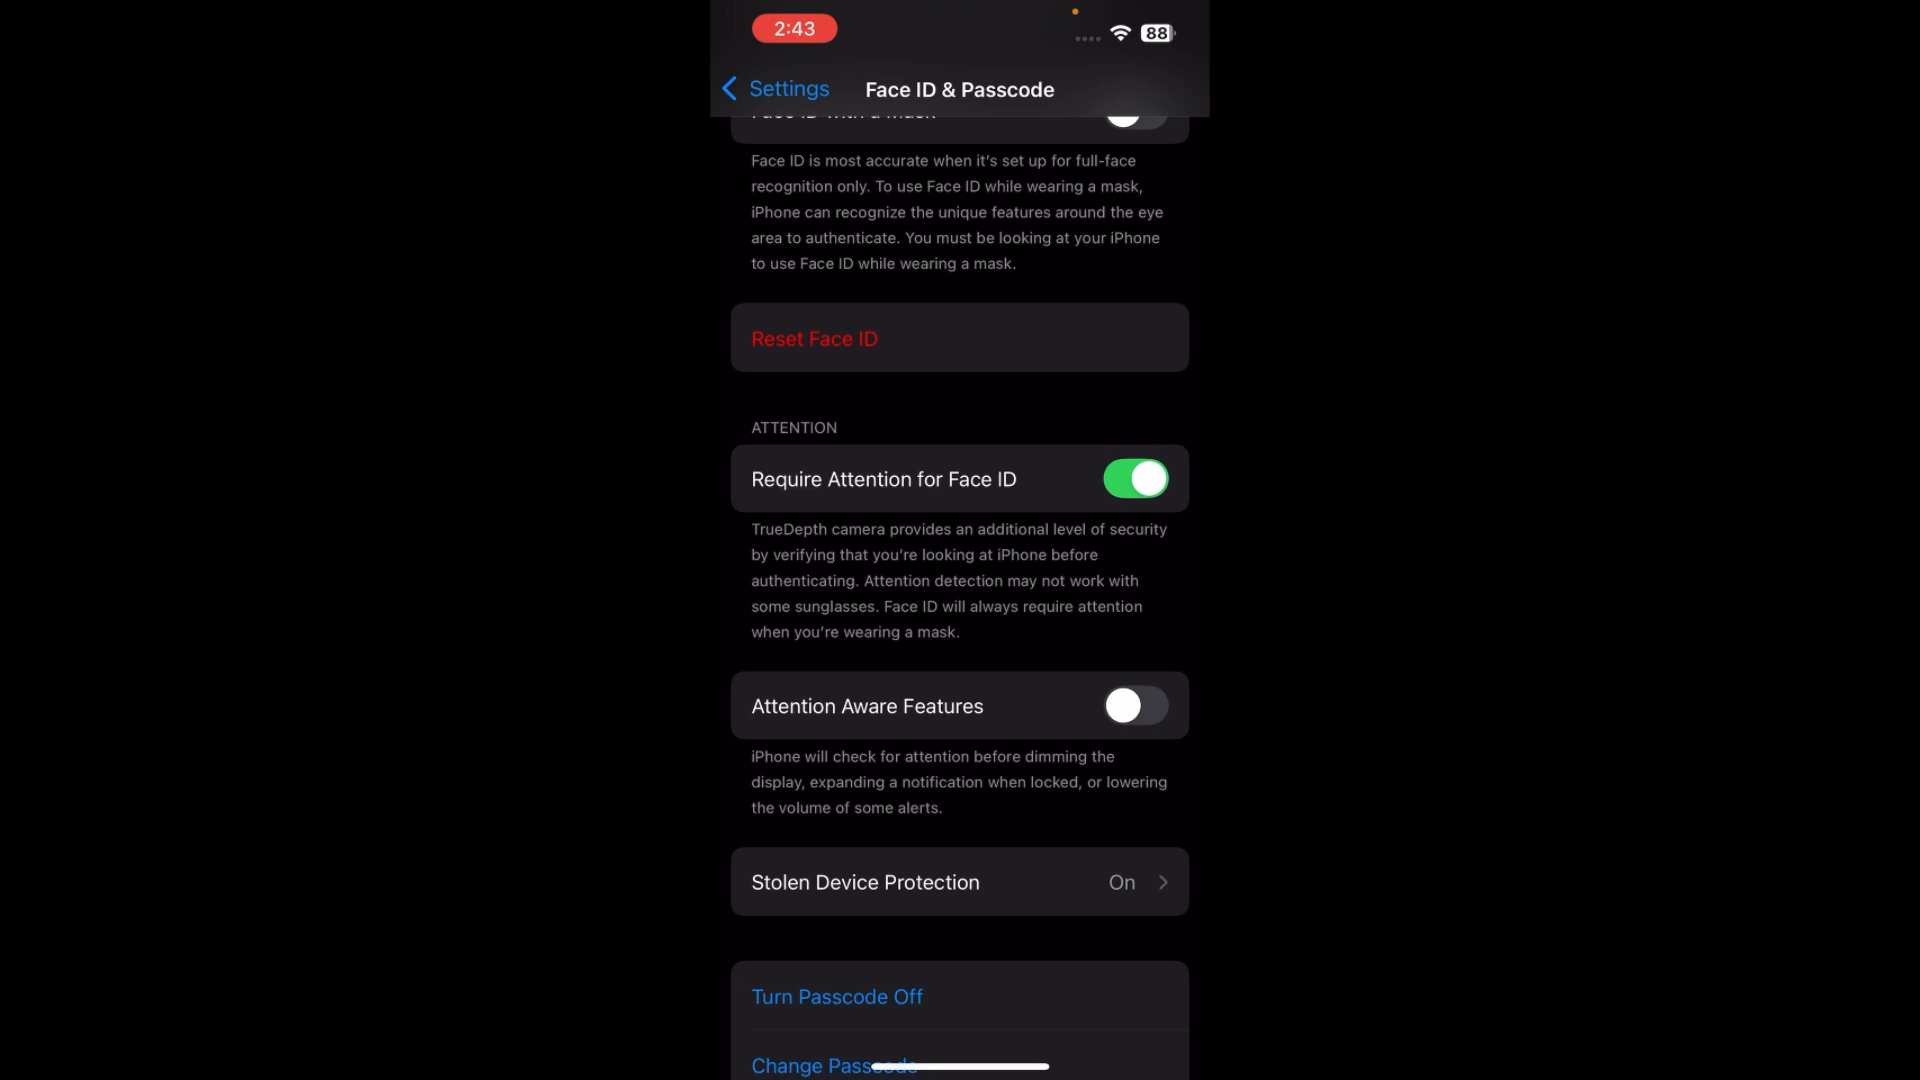 2:43
88
Settings
Face ID & Passcode
Face ID with a mask
Face ID is most accurate when it's set up for full-face
recognition only. To use Face ID while wearing a mask,
iPhone can recognize the unique features around the eye
area to authenticate. You must be looking at your iPhone
to use Face ID while wearing a mask.
Reset Face ID
ATTENTION
Require Attention for Face ID
TrueDepth camera provides an additional level of security
by verifying that you're looking at iPhone before
authenticating. Attention detection may not work with
some sunglasses. Face ID will always require attention
when you're wearing a mask.
Attention Aware Features
iPhone will check for attention before dimming the
display, expanding a notification when locked, or lowering
the volume of some alerts.
Stolen Device Protection
On
Turn Passcode Off
Change Passcode